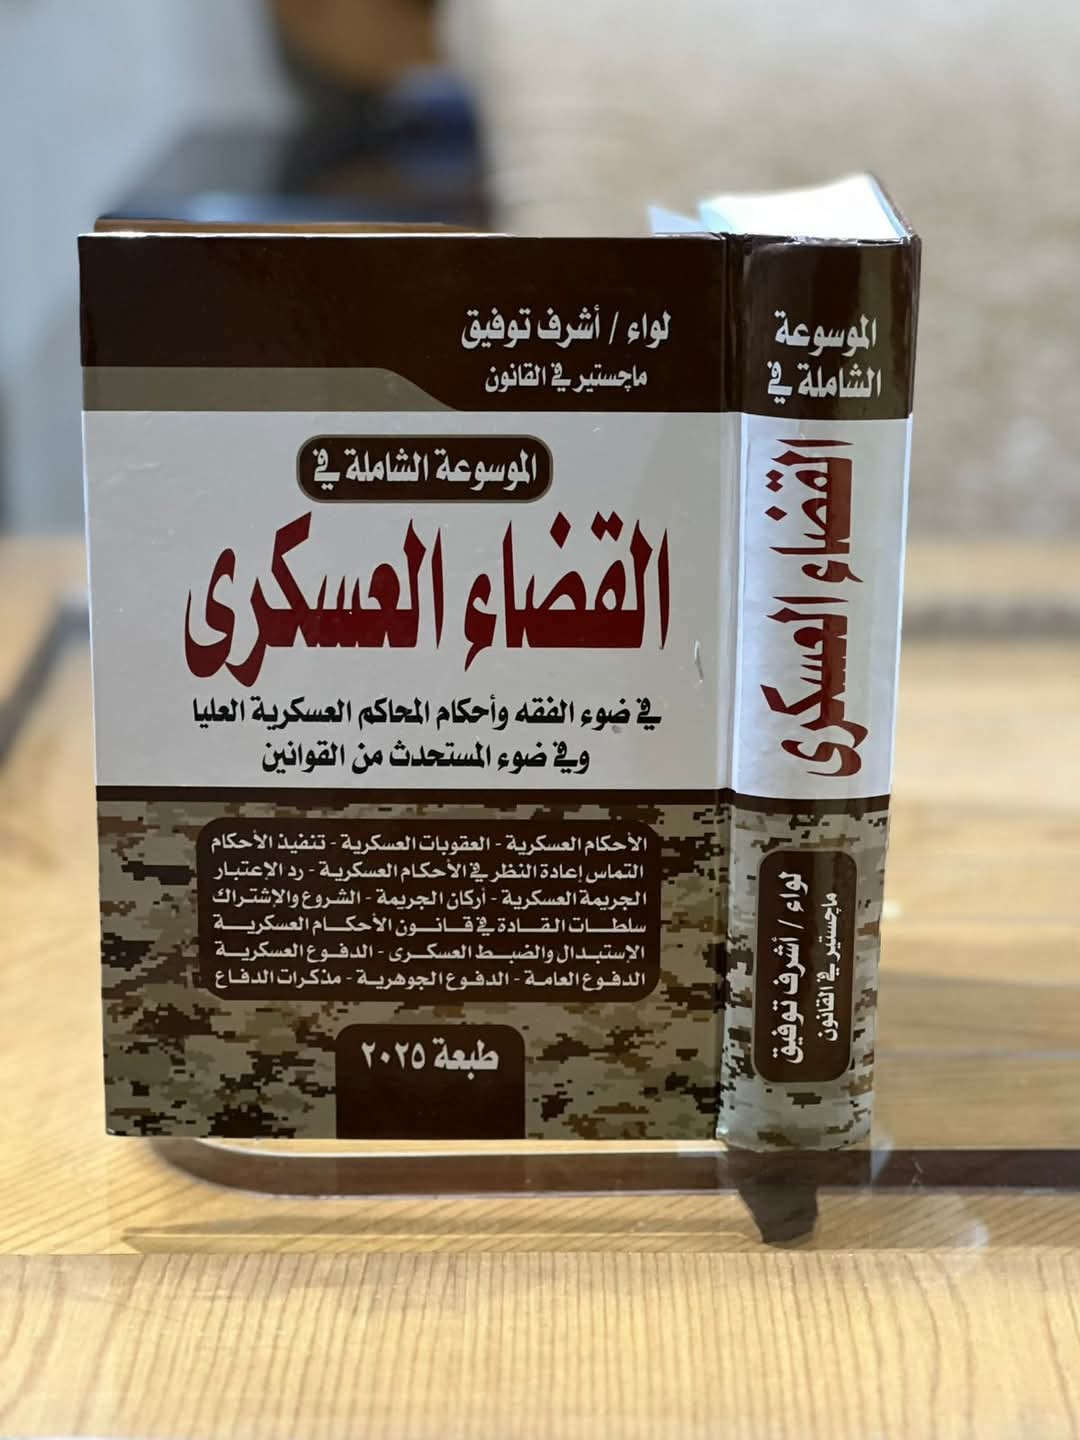 لواء / أشرف توفيق
ماجستير في القانون
الموسوعة الشاملة في
القضاء العسكرى
في ضوء الفقه وأحكام المحاكم العسكرية العليا
وفي ضوء المستحدث من القوانين
الأحكام العسكرية - العقوبات العسكرية - تنفيذ الأحكام
التماس إعادة النظر في الأحكام العسكرية - رد الإعتبار
الجريمة العسكرية - أركان الجريمة - الشروع والإشتراك
سلطات القادة في قانون الأحكام العسكرية
الإستبدال والضبط العسكرى - الدفوع العسكرية
الدفوع العامة - الدفوع الجوهرية - مذكرات الدفاع
طبعة ٢٠٢٥
الموسوعة
الشاملة في
القضاء العسكرى
لواء / أشرف توفيق
ماجستير في القانون